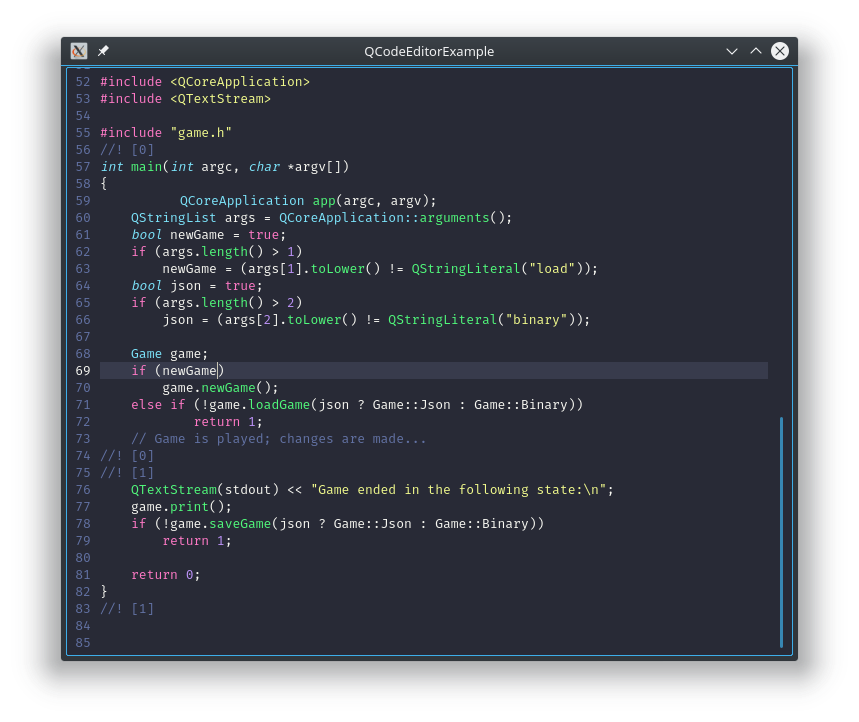 QCodeEditorExample
52 #include <QCoreApplication>
53 #include <QTextStream>
54
55 #include "game.h"
56 //! [0]
57 int main(int argc, char *argv[])
58 {
59           QCoreApplication app(argc, argv);
60     QStringList args = QCoreApplication::arguments();
61     bool newGame = true;
62     if (args.length() > 1)
63         newGame = (args[1].toLower() != QStringLiteral("load"));
64     bool json = true;
65     if (args.length() > 2)
66         json = (args[2].toLower() != QStringLiteral("binary"));
67
68     Game game;
69     if (newGame)
70         game.newGame();
71     else if (!game.loadGame(json ? Game::Json : Game::Binary))
72             return 1;
73     // Game is played; changes are made...
74 //! [0]
75 //! [1]
76     QTextStream(stdout) << "Game ended in the following state:\n";
77     game.print();
78     if (!game.saveGame(json ? Game::Json : Game::Binary))
79         return 1;
80
81     return 0;
82 }
83 //! [1]
84
85